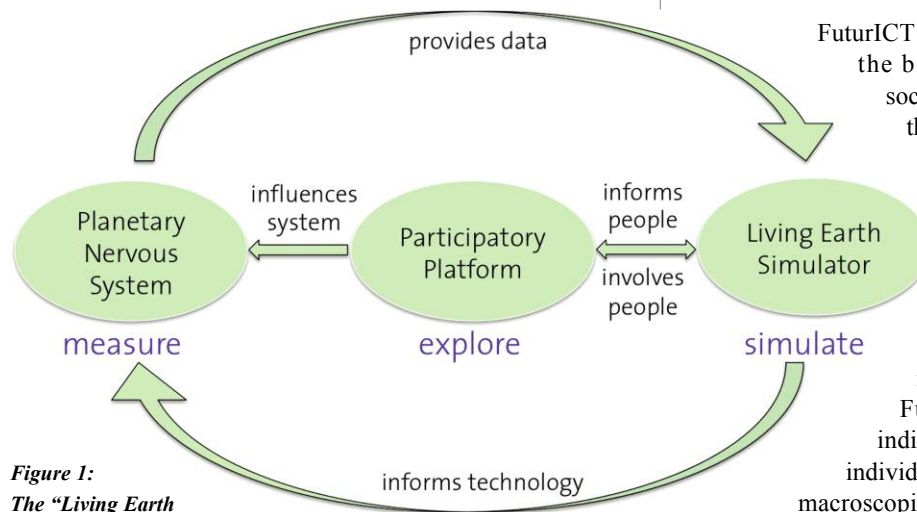 provides data
FuturICT
the b
soc
th
influences
system
informs
people
Planetary
Nervous
System
Participatory
Platform
Living Earth
Simulator
involves
people
measure
explore
simulate
Fu
indi
individ
macroscopi
informs technology
Figure 1:
The “Living Earth